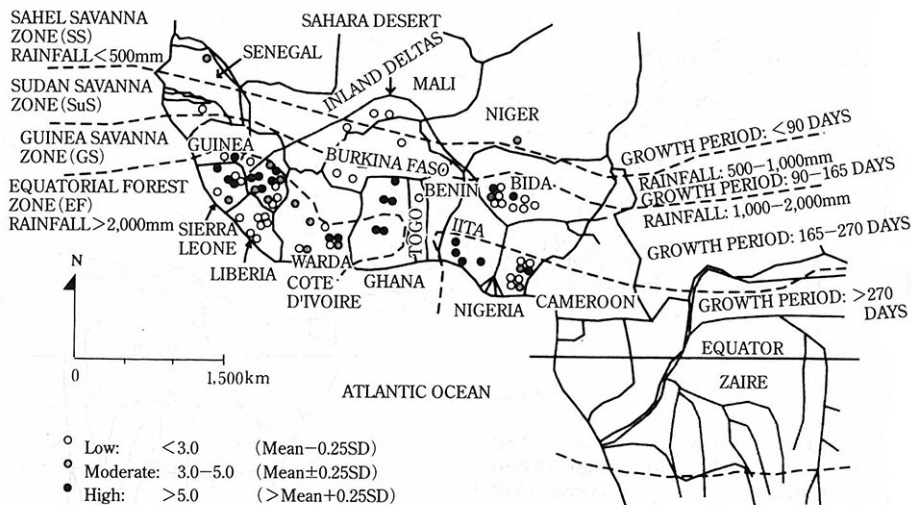 SAHEL SAVANNA
ZONE (SS)
RAINFALL<500mm
SUDAN SAVANNA
ZONE (SuS)
GUINEA SAVANNA
ZONE (GS)
EQUATORIAL FOREST
ZONE (EF)
RAINFALL>2,000mm
SAHARA DESERT
SENEGAL
INLAND DELTAS
MALI
NIGER
GUINEA
BURKINA FASO
BENIN
BIDA
SIERRA
LEONE
LIBERIA
WARDA
COTE
D'IVOIRE
GHANA
TOGO
IITA
NIGERIA
CAMEROON
GROWTH PERIOD: <90 DAYS
RAINFALL: 500−1,000mm
GROWTH PERIOD: 90−165 DAYS
RAINFALL: 1,000−2,000mm
GROWTH PERIOD: 165−270 DAYS
GROWTH PERIOD: >270
DAYS
EQUATOR
ZAIRE
ATLANTIC OCEAN
N
0 1,500km
Low: <3.0 (Mean−0.25SD)
Moderate: 3.0−5.0 (Mean±0.25SD)
High: >5.0 (>Mean+0.25SD)